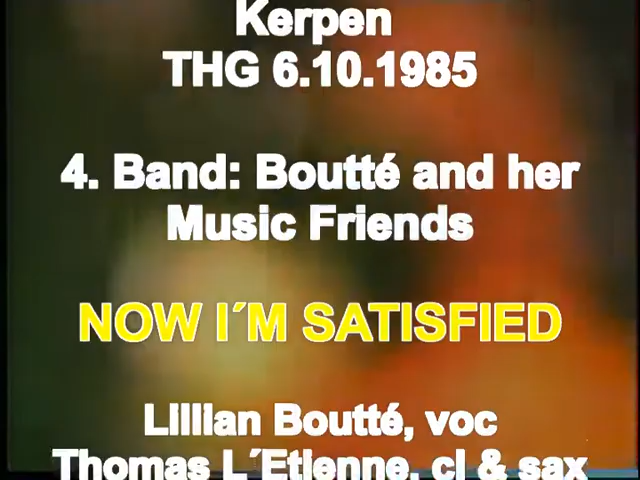 Kerpen
THG 6.10.1985
4. Band: Boutté and her
Music Friends
NOW I´M SATISFIED
Lillian Boutté, voc
Thomas L´Etienne, cl & sax